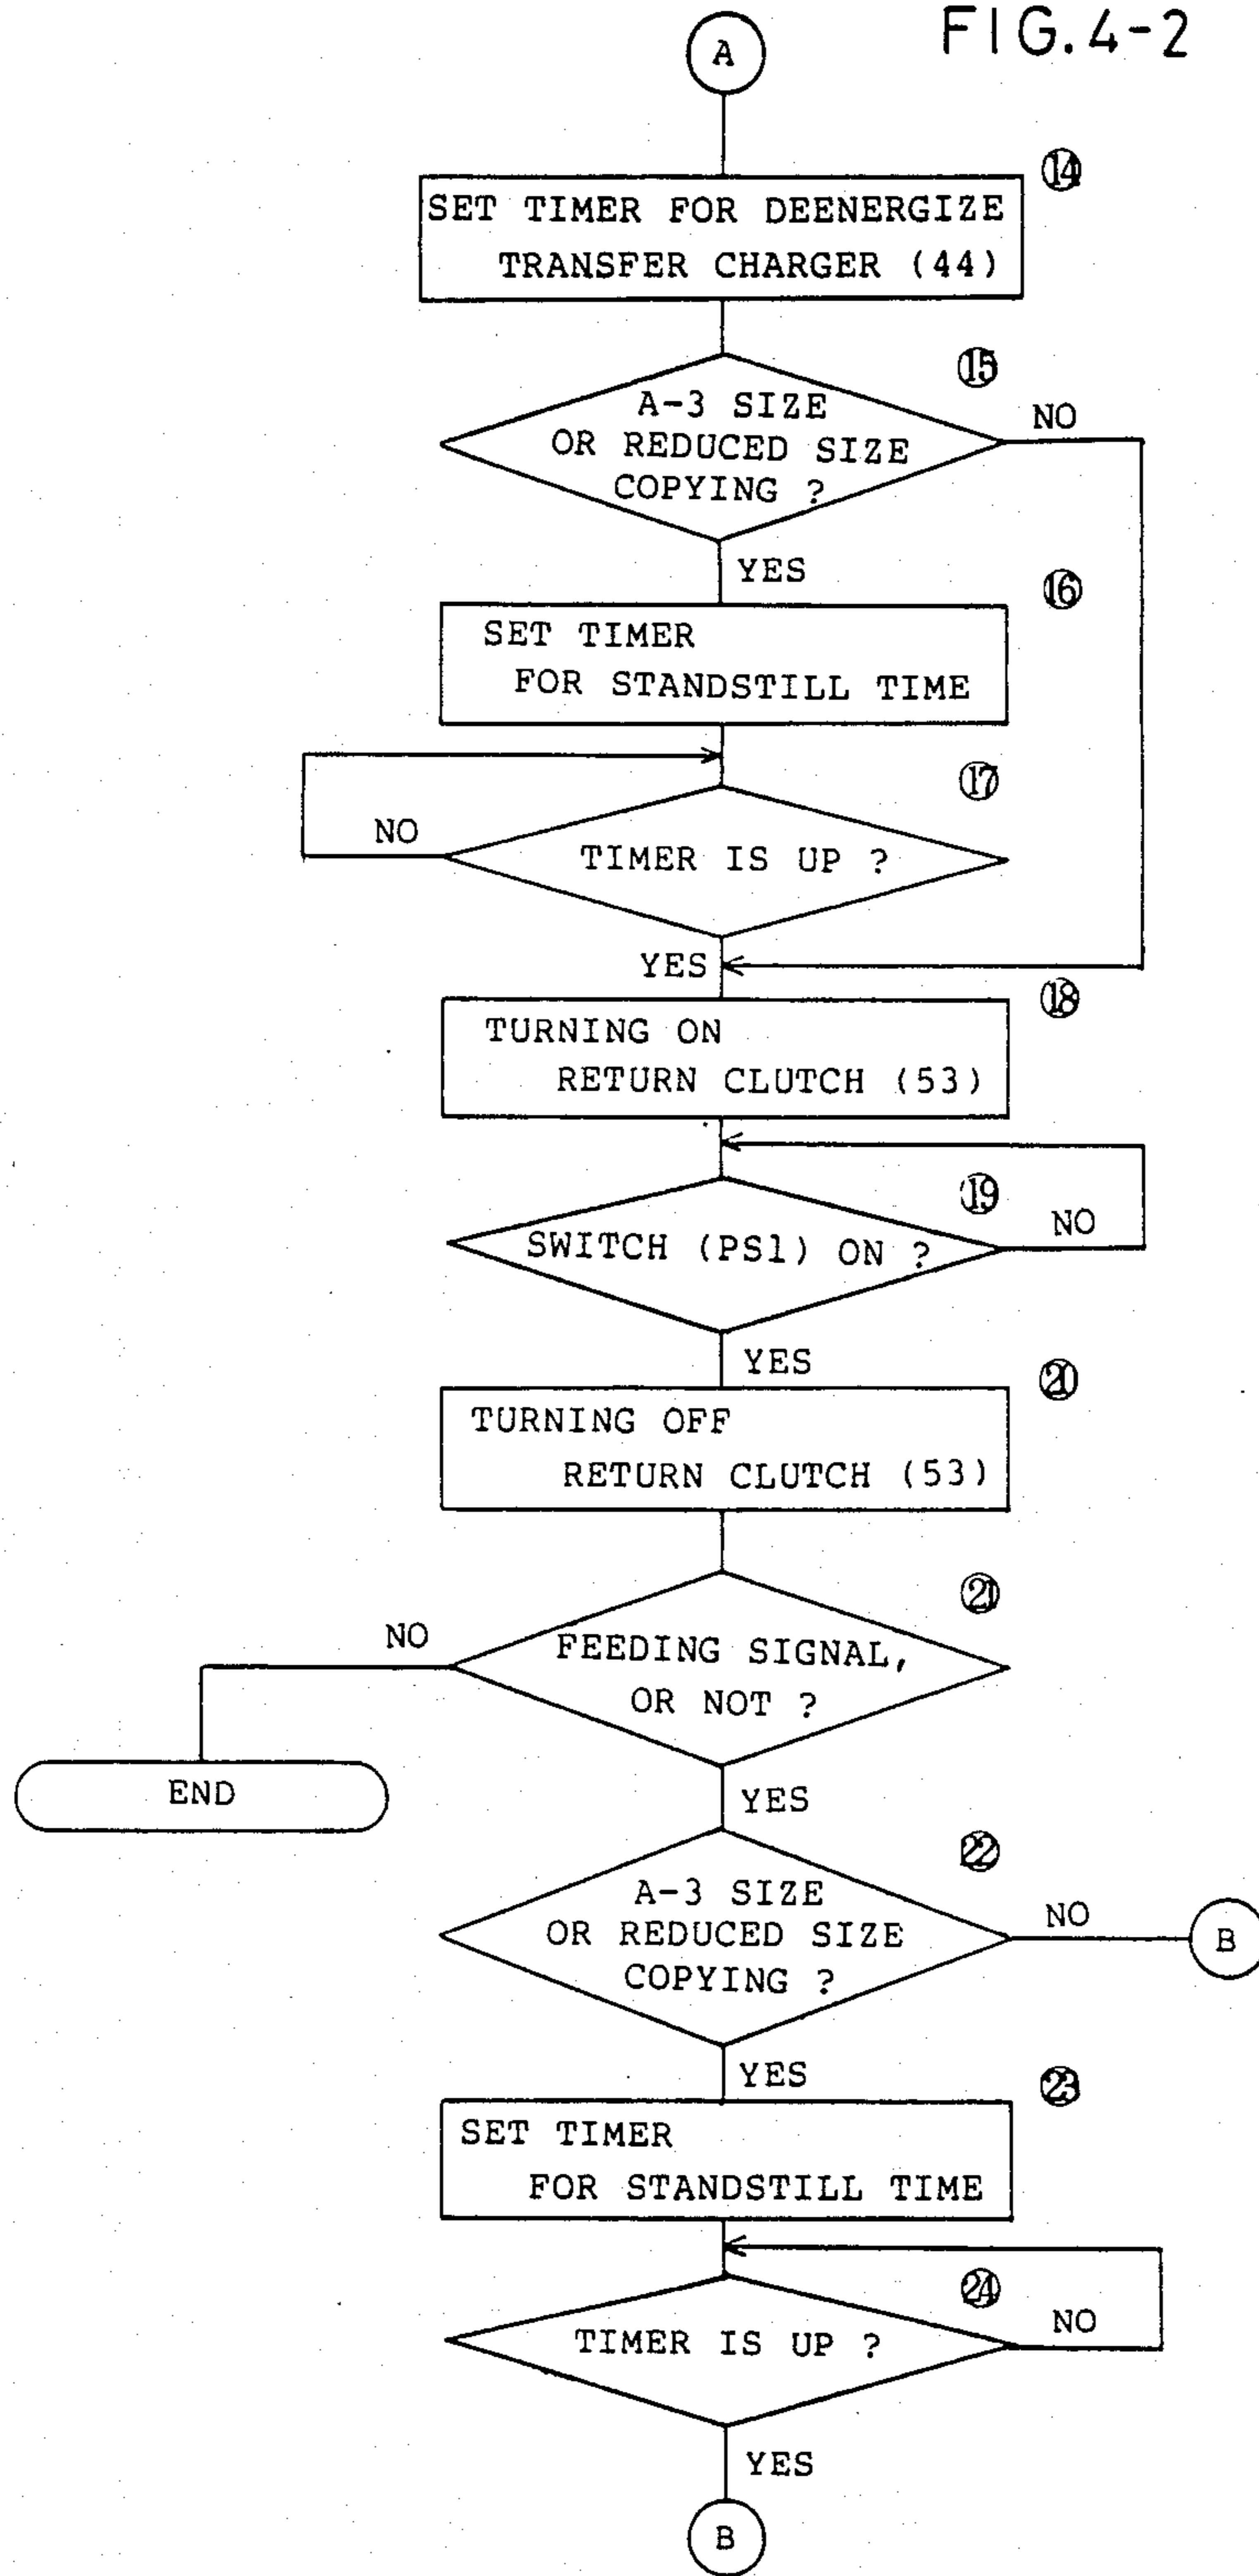 FIG.4-2
A
⑭
SET TIMER FOR DEENERGIZE
TRANSFER CHARGER (44)
⑮
A-3 SIZE
OR REDUCED SIZE
COPYING ?
NO
YES
⑯
SET TIMER
FOR STANDSTILL TIME
⑰
NO
TIMER IS UP ?
YES
⑱
TURNING ON
RETURN CLUTCH (53)
⑲
SWITCH (PS1) ON ?
NO
YES
⑳
TURNING OFF
RETURN CLUTCH (53)
㉑
NO
FEEDING SIGNAL,
OR NOT ?
END
YES
㉒
A-3 SIZE
OR REDUCED SIZE
COPYING ?
NO
B
YES
㉓
SET TIMER
FOR STANDSTILL TIME
㉔
TIMER IS UP ?
NO
YES
B